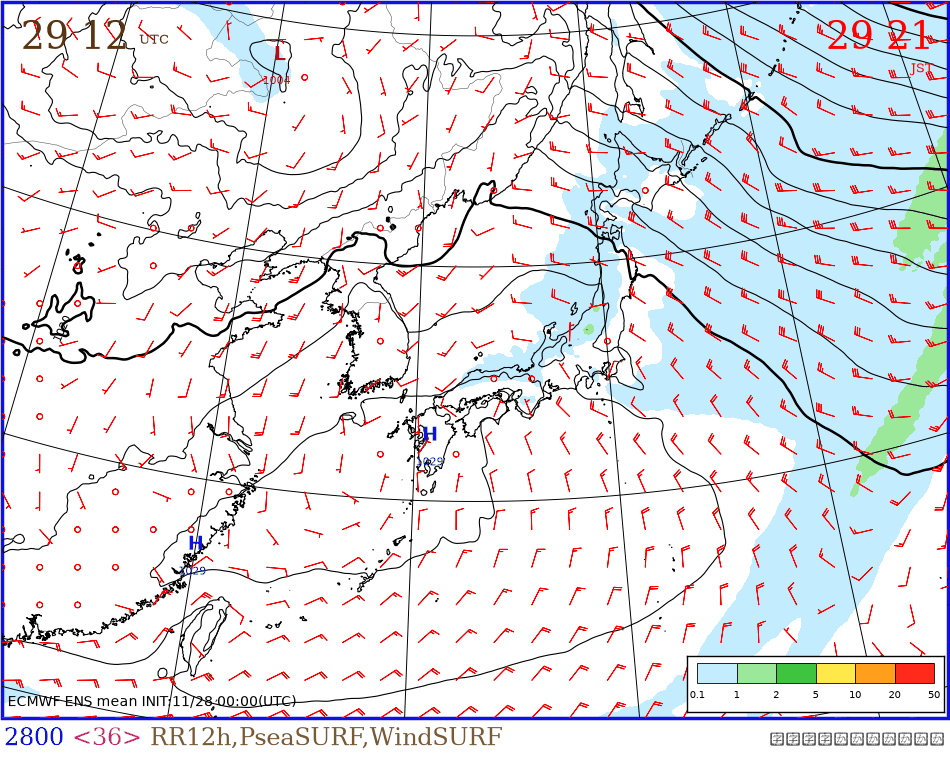 29 12 UTC
29 21
JST
L
1004
H
1029
H
1029
0.1 1 2 5 10 20 50
ECMWF ENS mean INIT:11/28 00:00(UTC)
2800 <36> RR12h,PseaSURF,WindSURF